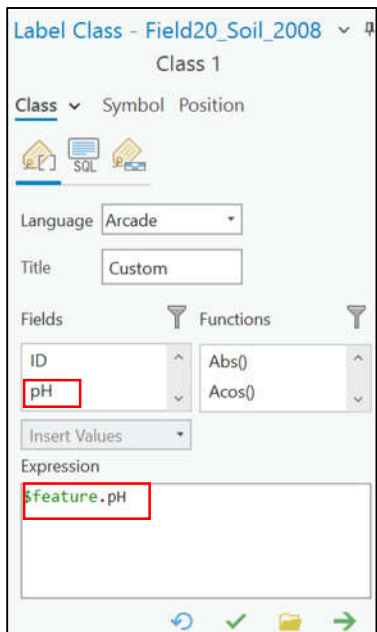 Label Class - Field20_Soil_2008
Class 1
Class Symbol Position
SQL
Language Arcade
Title Custom
Fields Functions
ID Abs()
pH Acos()
Insert Values
Expression
$feature.pH